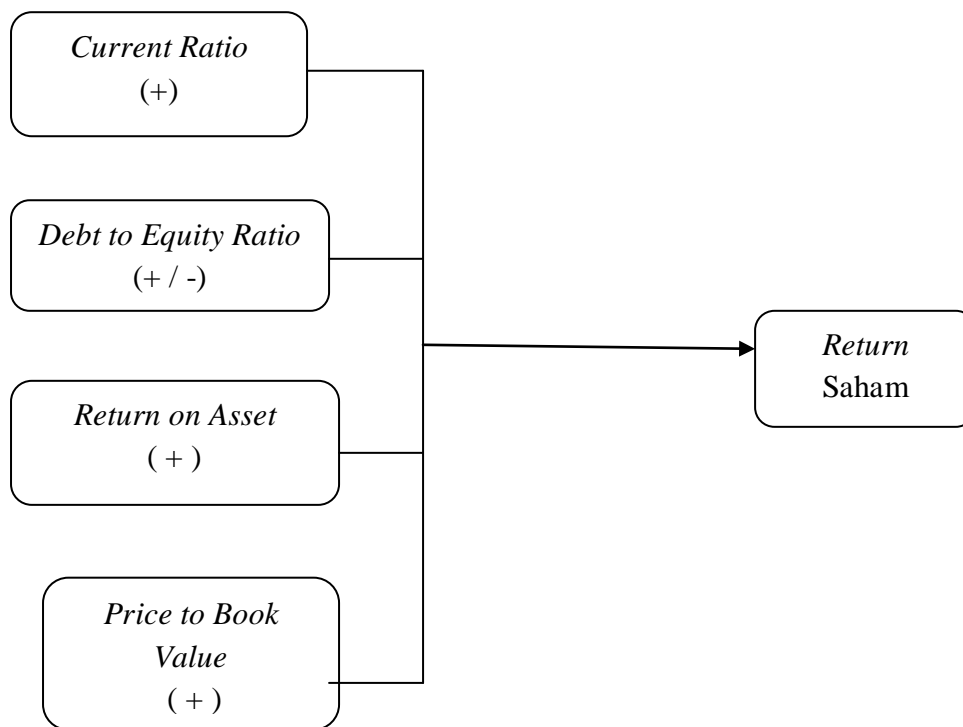 Current Ratio
(+)
Debt to Equity Ratio
(+ / -)
Return on Asset
( + )
Price to Book
Value
( + )
Return
Saham